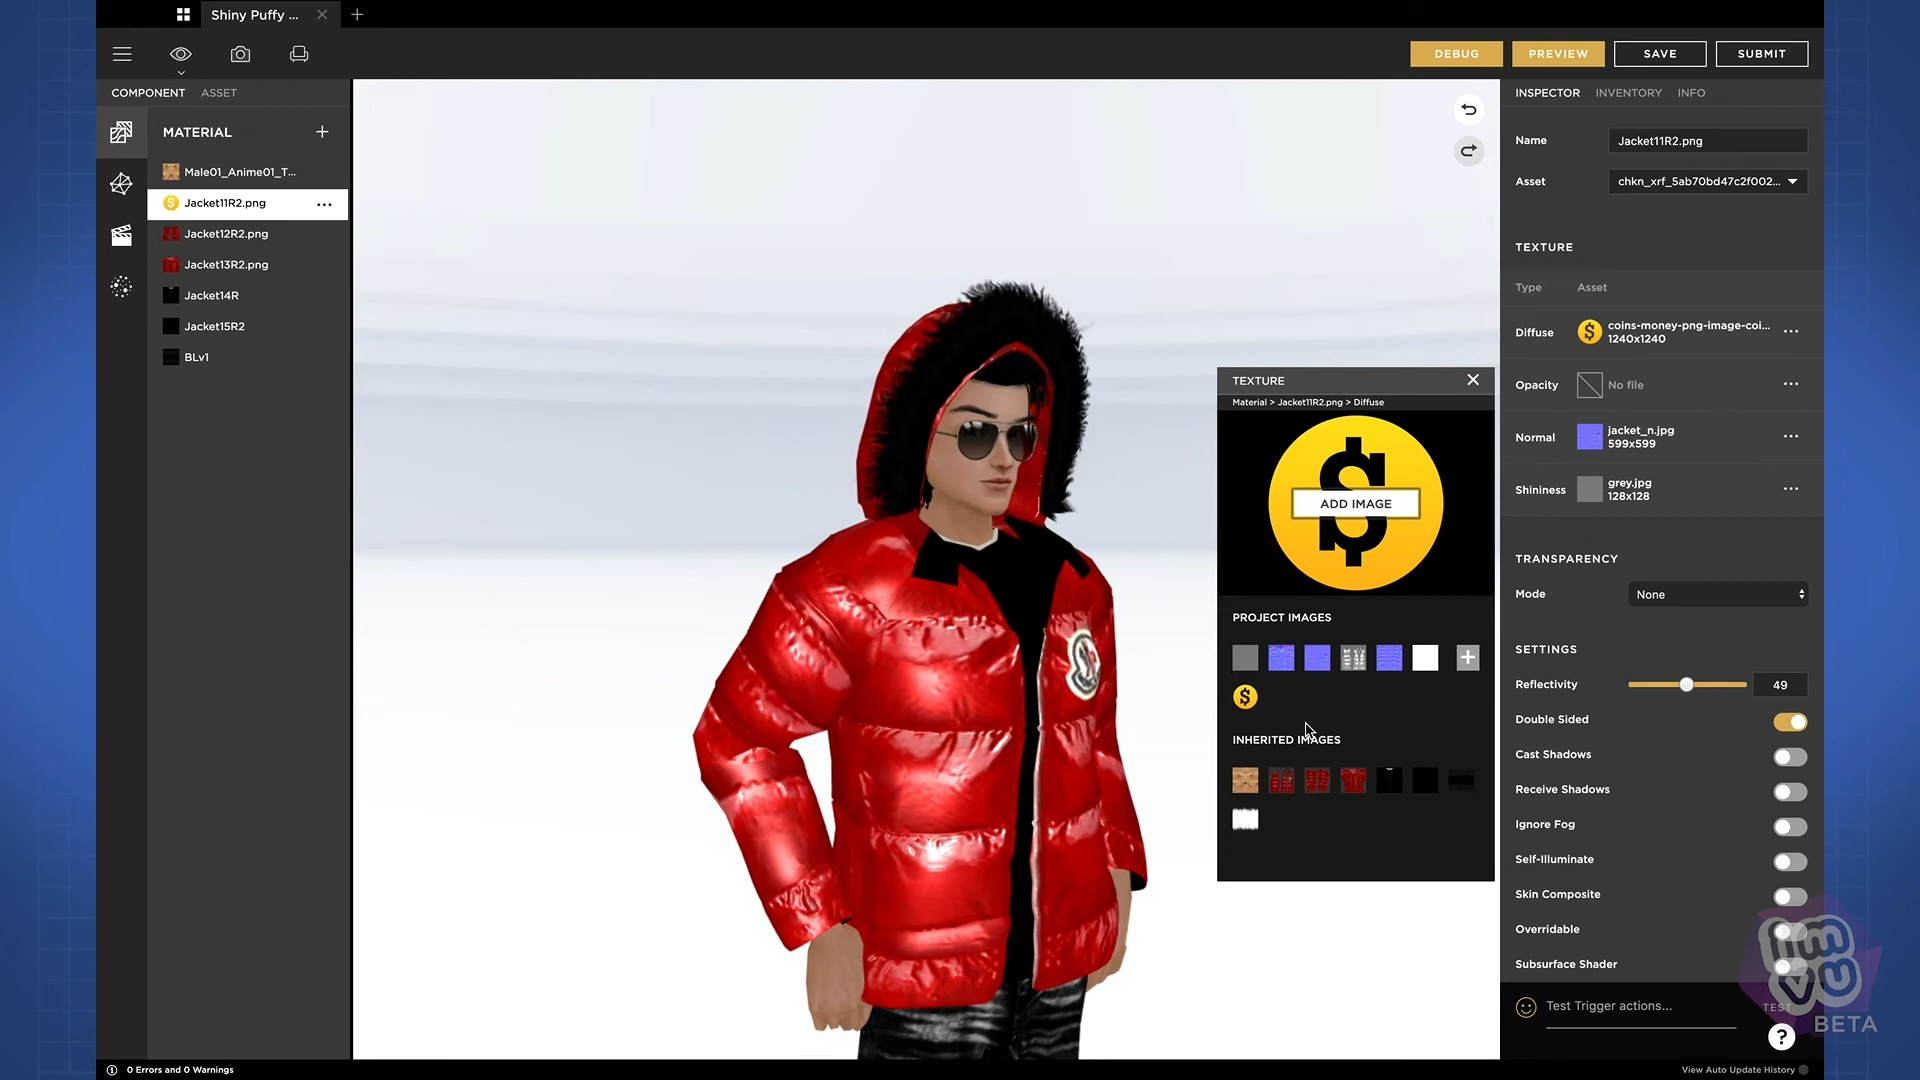 Shiny Puffy ...
DEBUG
PREVIEW
SAVE
SUBMIT
COMPONENT
ASSET
MATERIAL
Male01_Anime01_T...
Jacket11R2.png
Jacket12R2.png
Jacket13R2.png
Jacket14R
Jacket15R2
BLv1
TEXTURE
Material > Jacket11R2.png > Diffuse
$
ADD IMAGE
PROJECT IMAGES
$
INHERITED IMAGES
INSPECTOR
INVENTORY
INFO
Name
Jacket11R2.png
Asset
chkn_xrf_5ab70bd47c2f002...
TEXTURE
Type
Asset
Diffuse
$
coins-money-png-image-coi...
1240x1240
Opacity
No file
Normal
jacket_n.jpg
599x599
Shininess
grey.jpg
128x128
TRANSPARENCY
Mode
None
SETTINGS
Reflectivity
49
Double Sided
Cast Shadows
Receive Shadows
Ignore Fog
Self-Illuminate
Skin Composite
Overridable
Subsurface Shader
Test Trigger actions...
TEST
imvu
BETA
?
0 Errors and 0 Warnings
View Auto Update History